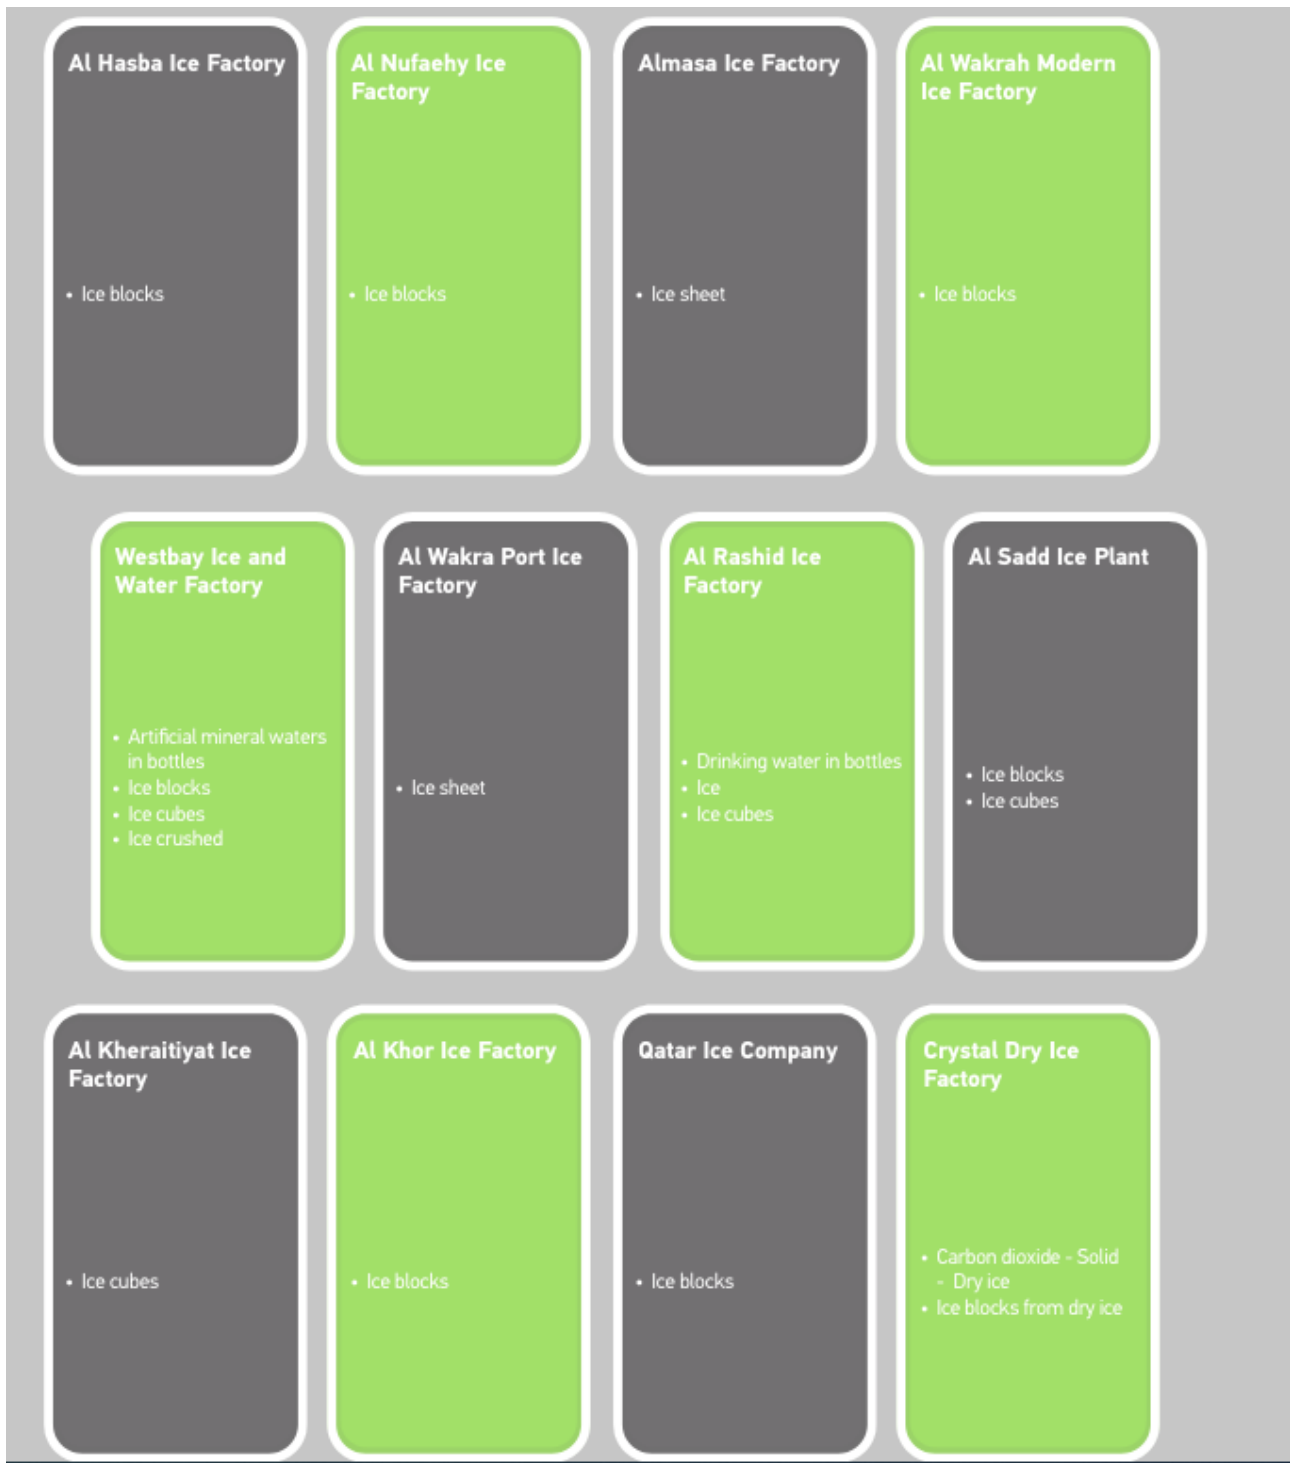 Al Hasba Ice Factory
• Ice blocks
Al Nufaehy Ice
Factory
• Ice blocks
Almasa Ice Factory
• Ice sheet
Al Wakrah Modern
Ice Factory
• Ice blocks
Westbay Ice and
Water Factory
• Artificial mineral waters
in bottles
• Ice blocks
• Ice cubes
• Ice crushed
Al Wakra Port Ice
Factory
• Ice sheet
Al Rashid Ice
Factory
• Drinking water in bottles
• Ice
• Ice cubes
Al Sadd Ice Plant
• Ice blocks
• Ice cubes
Al Kheraitiyat Ice
Factory
• Ice cubes
Al Khor Ice Factory
• Ice blocks
Qatar Ice Company
• Ice blocks
Crystal Dry Ice
Factory
• Carbon dioxide - Solid
- Dry ice
• Ice blocks from dry ice